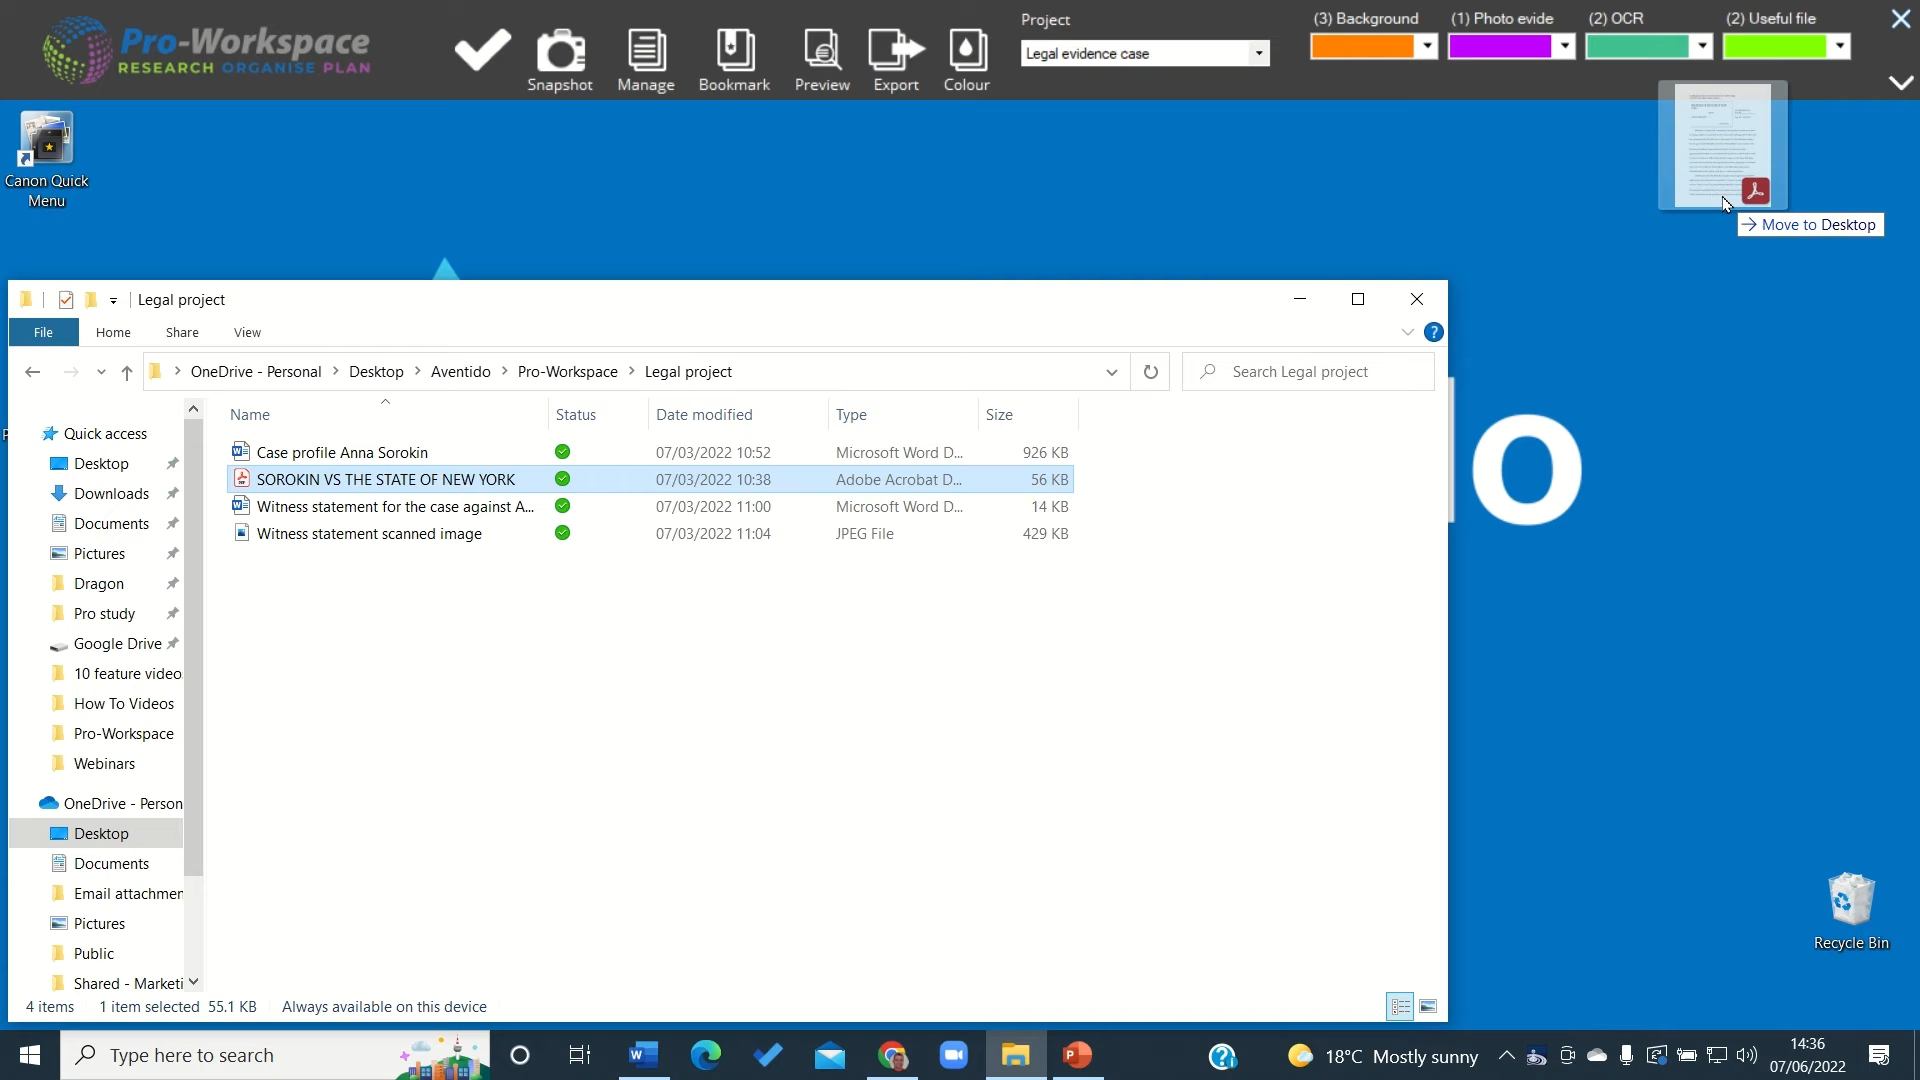 Pro-Workspace
RESEARCH ORGANISE PLAN
Snapshot
Manage
Bookmark
Preview
Export
Colour
Project
Legal evidence case
(3) Background
(1) Photo evide
(2) OCR
(2) Useful file
Canon Quick
Menu
Move to Desktop
o
Legal project
File
Home
Share
View
OneDrive - Personal
Desktop
Aventido
Pro-Workspace
Legal project
Search Legal project
Name
Status
Date modified
Type
Size
Case profile Anna Sorokin 07/03/2022 10:52 Microsoft Word D... 926 KB
SOROKIN VS THE STATE OF NEW YORK 07/03/2022 10:38 Adobe Acrobat D... 56 KB
Witness statement for the case against A... 07/03/2022 11:00 Microsoft Word D... 14 KB
Witness statement scanned image 07/03/2022 11:04 JPEG File 429 KB
Quick access
Desktop
Downloads
Documents
Pictures
Dragon
Pro study
Google Drive
10 feature video
How To Videos
Pro-Workspace
Webinars
OneDrive - Person
Desktop
Documents
Email attachmen
Pictures
Public
Shared - Marketi
4 items 1 item selected 55.1 KB Always available on this device
Recycle Bin
Type here to search
18°C Mostly sunny
14:36
07/06/2022